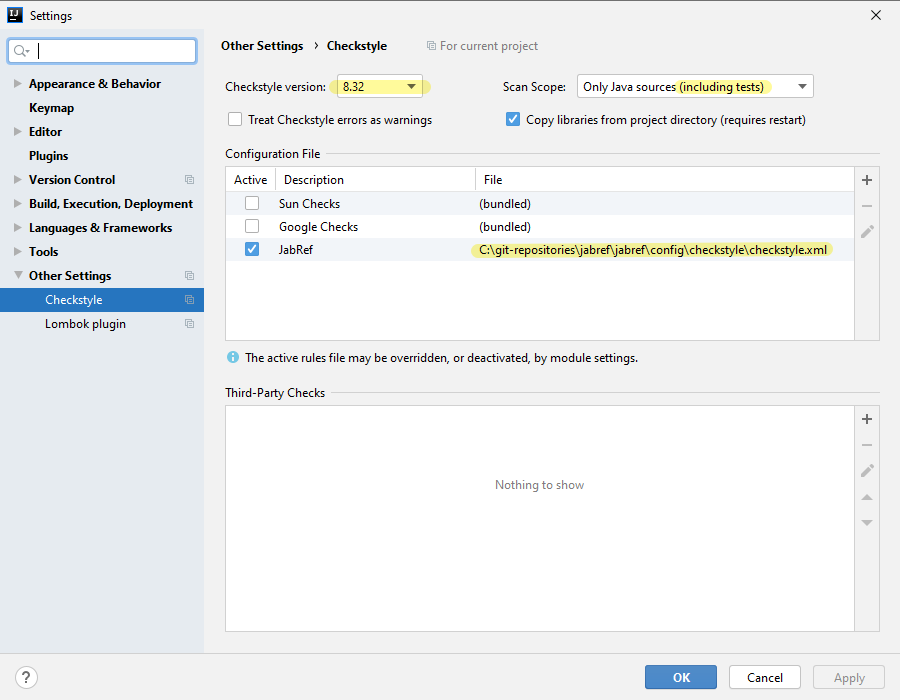 Settings
Appearance & Behavior
Keymap
Editor
Plugins
Version Control
Build, Execution, Deployment
Languages & Frameworks
Tools
Other Settings
Checkstyle
Lombok plugin
Other Settings › Checkstyle For current project
Checkstyle version: 8.32 Scan Scope: Only Java sources (including tests)
Treat Checkstyle errors as warnings Copy libraries from project directory (requires restart)
Configuration File
Active Description File
Sun Checks (bundled)
Google Checks (bundled)
JabRef C:\git-repositories\jabref\jabref\config\checkstyle\checkstyle.xml
The active rules file may be overridden, or deactivated, by module settings.
Third-Party Checks
Nothing to show
? OK Cancel Apply